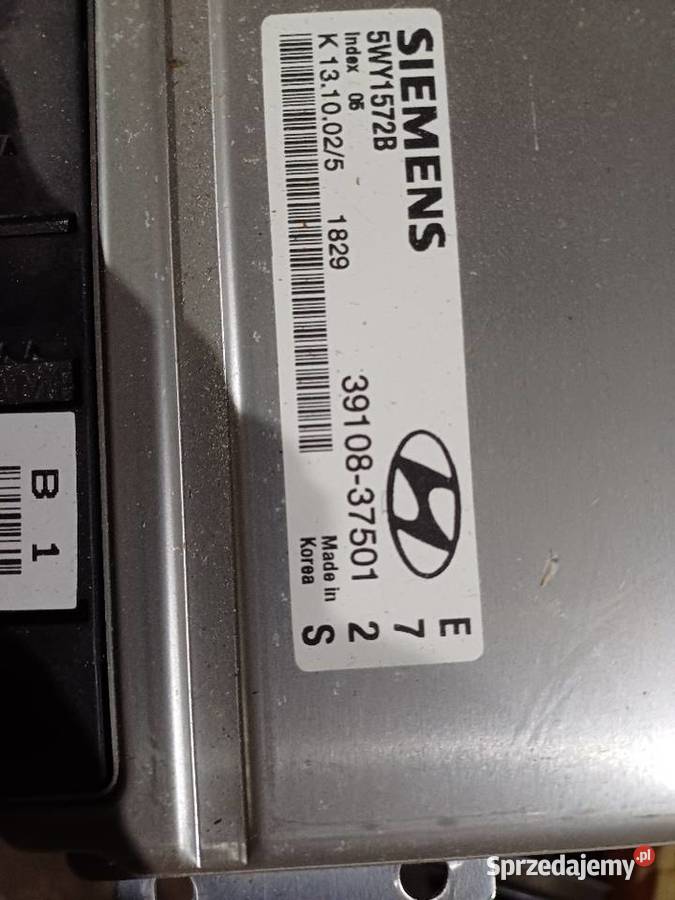 SIEMENS
5WY1572B
Index 06
K 13.10.02/5 1829
39108-37501
Made in
Korea
E
7
2
S
B 1
Sprzedajemy.pl